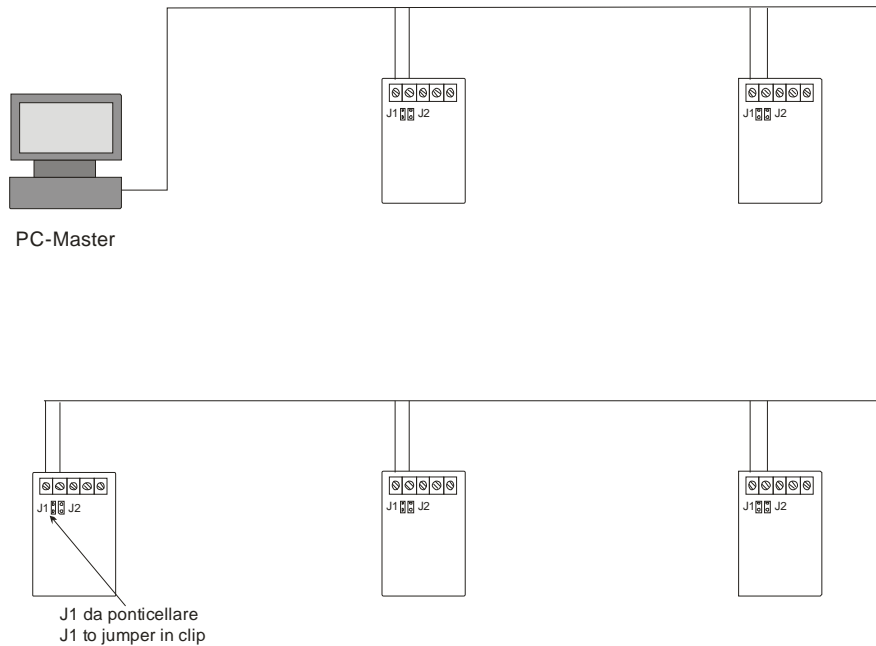 J1 J2
J1 J2
PC-Master
J1 J2
J1 J2
J1 J2
J1 da ponticellare
J1 to jumper in clip